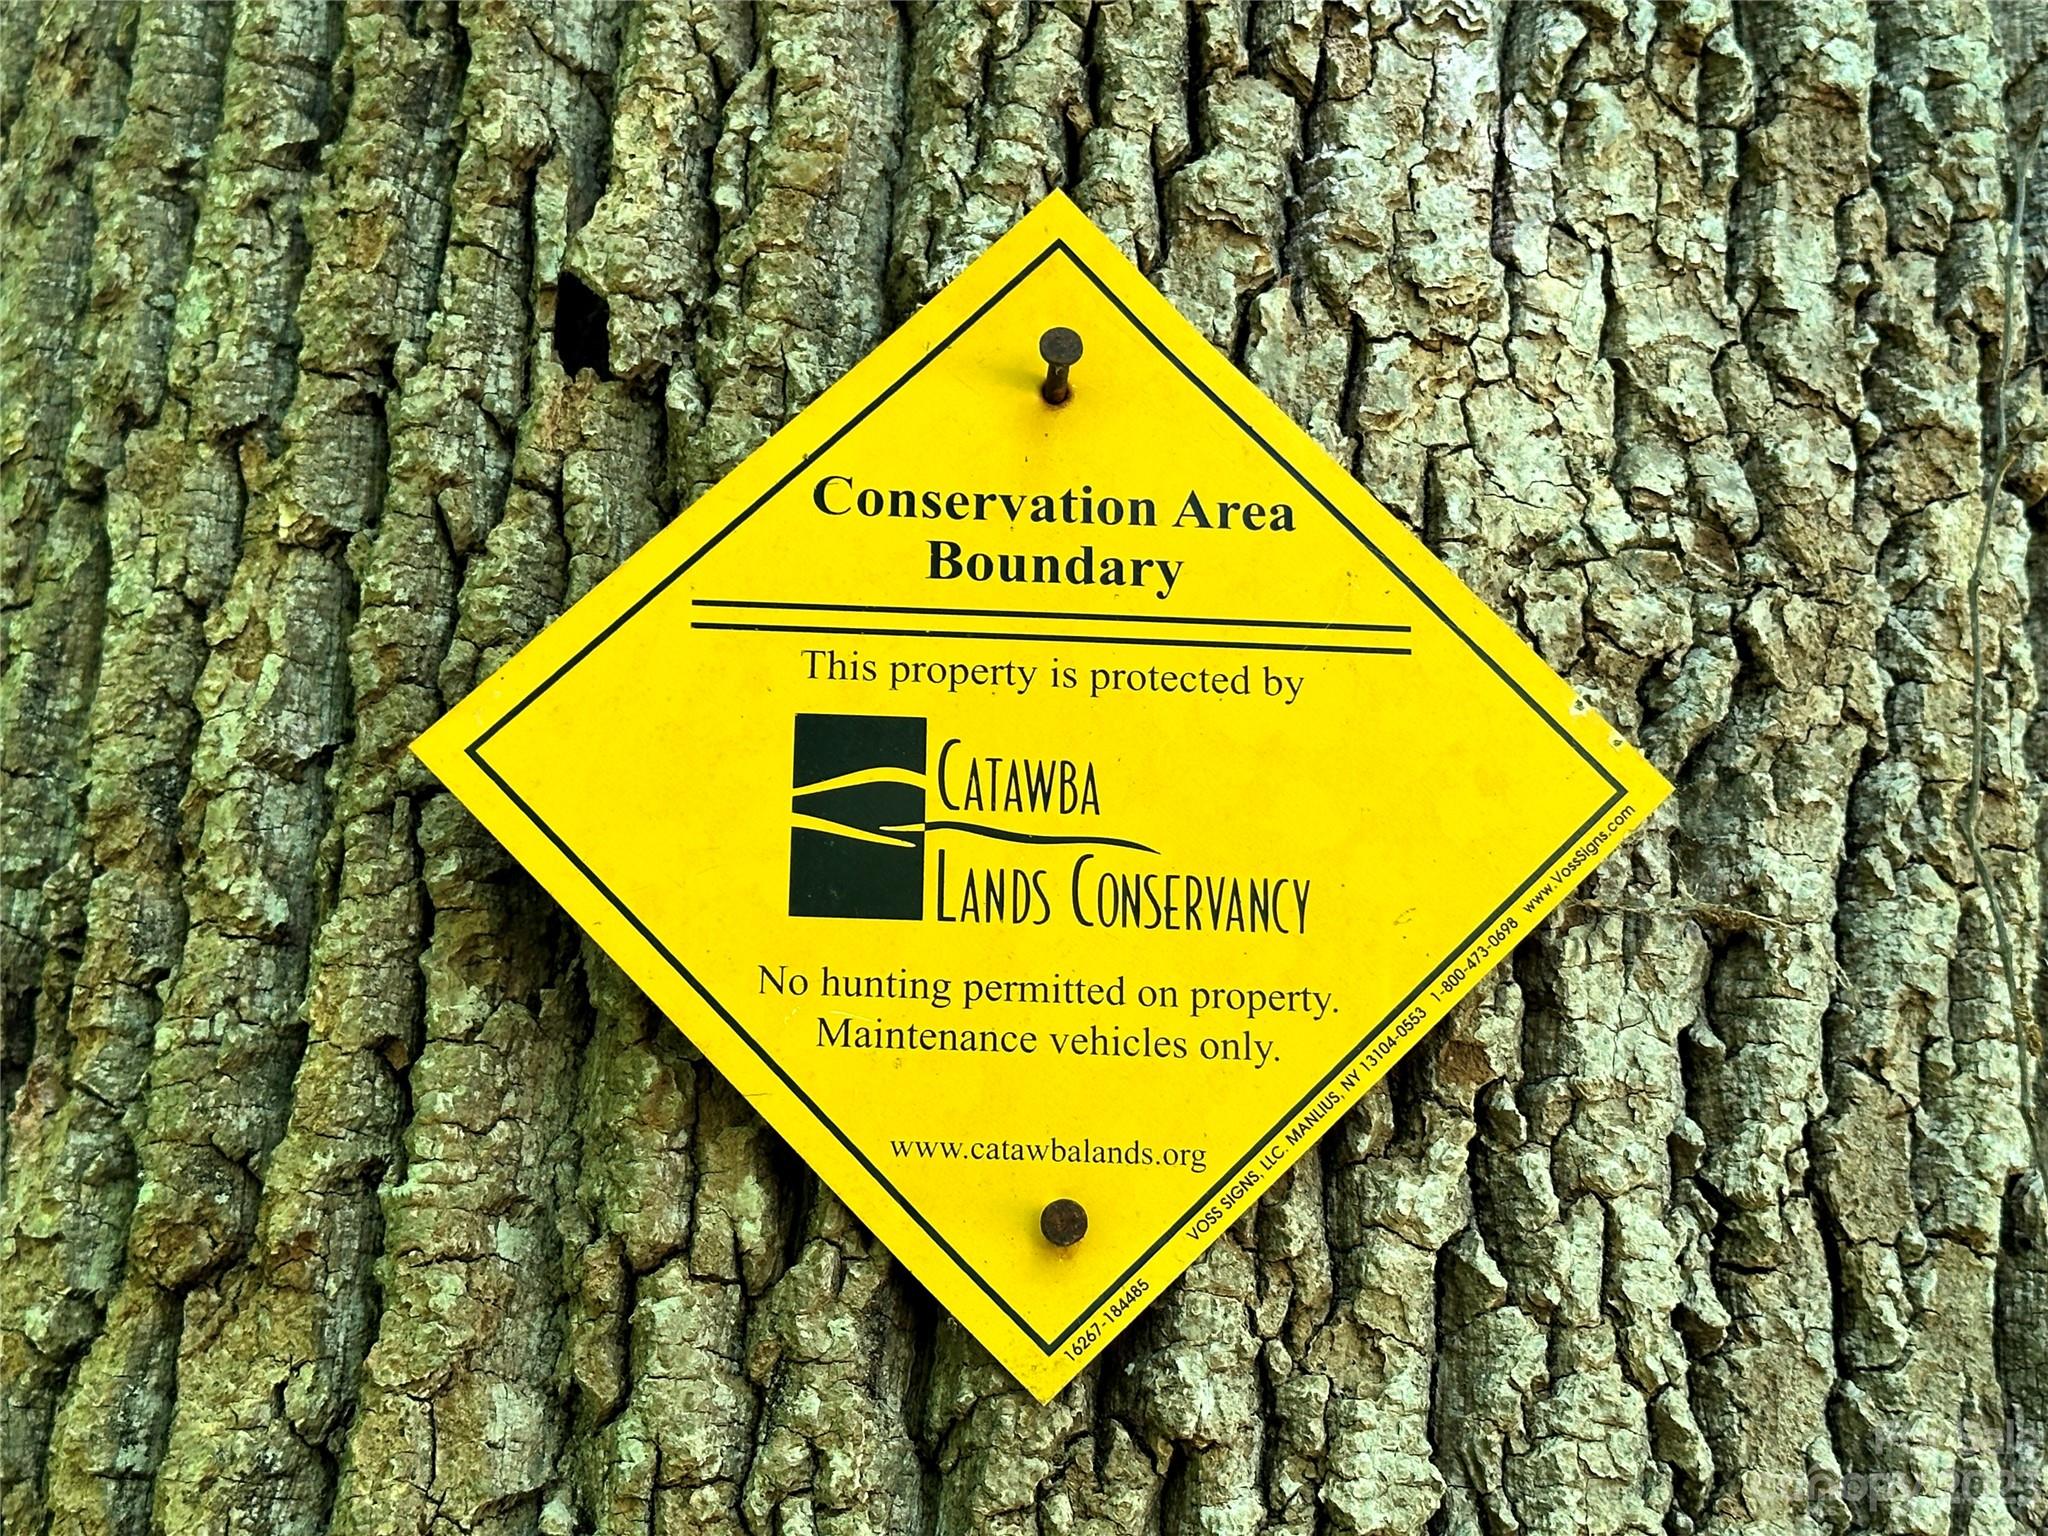 Conservation Area
Boundary
This property is protected by
CATAWBA
LANDS CONSERVANCY
No hunting permitted on property.
Maintenance vehicles only.
www.catawbalands.org
16267-184485
VOSS SIGNS, LLC. MANLIUS, NY 13104-0553 1-800-473-0698 www.VossSigns.com